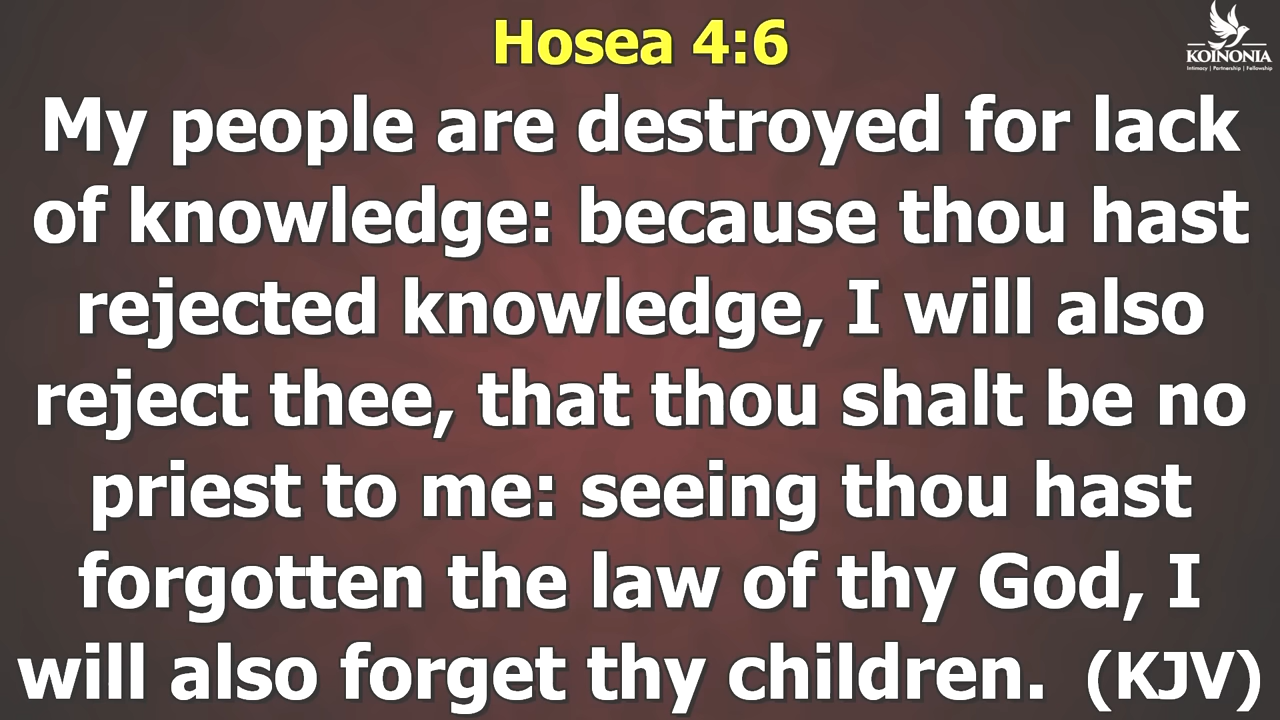 Hosea 4:6
KOINONIA
Intimacy | Partnership | Fellowship
My people are destroyed for lack
of knowledge: because thou hast
rejected knowledge, I will also
reject thee, that thou shalt be no
priest to me: seeing thou hast
forgotten the law of thy God, I
will also forget thy children. (KJV)